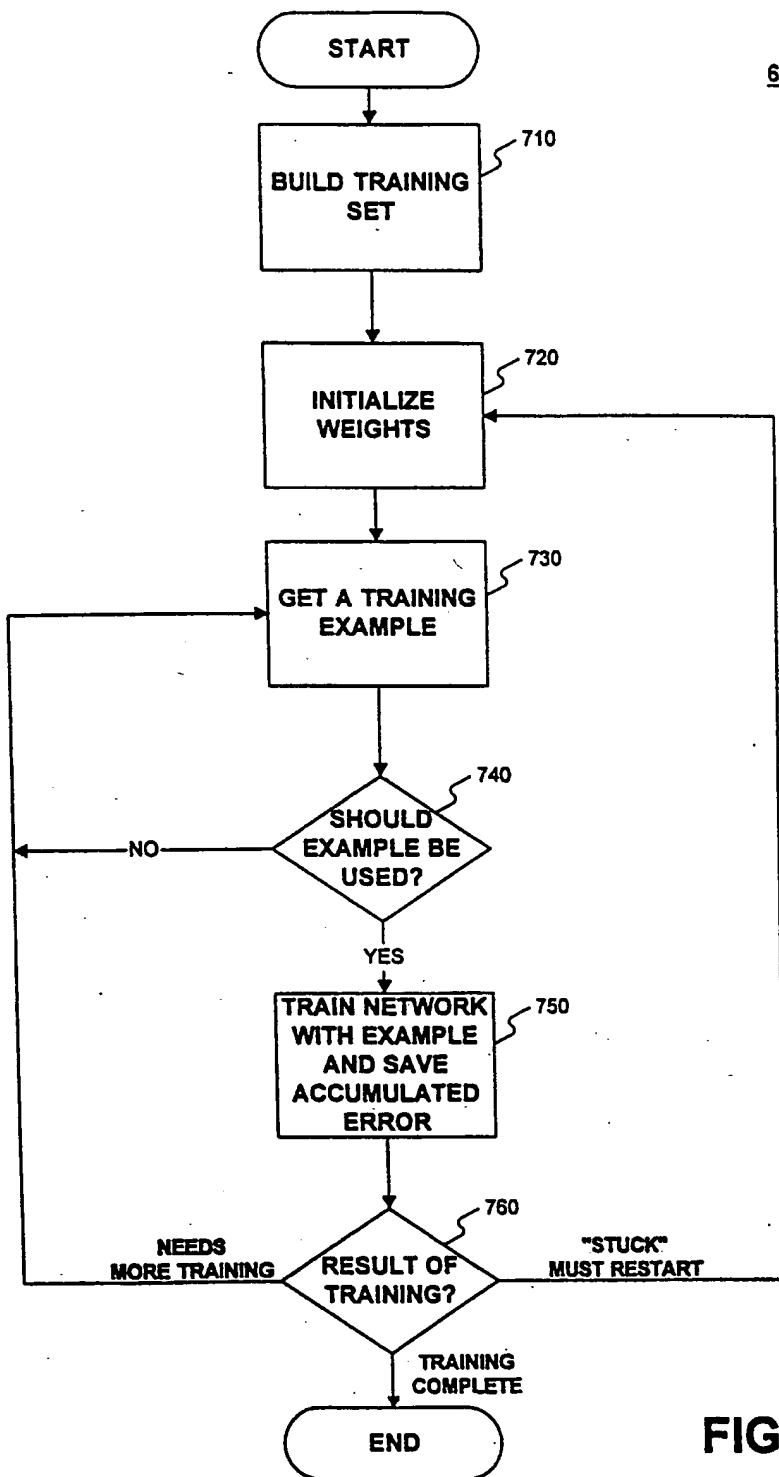 START
6
710
BUILD TRAINING
SET
720
INITIALIZE
WEIGHTS
730
GET A TRAINING
EXAMPLE
740
SHOULD
EXAMPLE BE
USED?
NO
YES
750
TRAIN NETWORK
WITH EXAMPLE
AND SAVE
ACCUMULATED
ERROR
760
NEEDS
MORE TRAINING
RESULT OF
TRAINING?
"STUCK"
MUST RESTART
TRAINING
COMPLETE
END
FIG